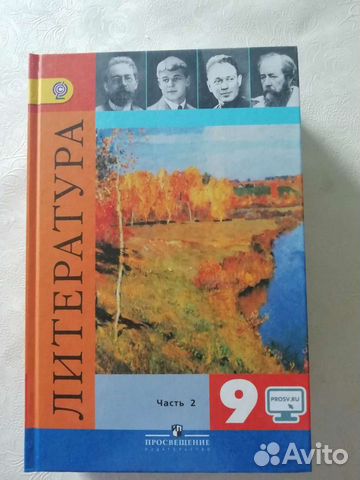 ЛИТЕРАТУРА
Часть 2
9
PROSV.RU
ПРОСВЕЩЕНИЕ
ИЗДАТЕЛЬСТВО
Avito